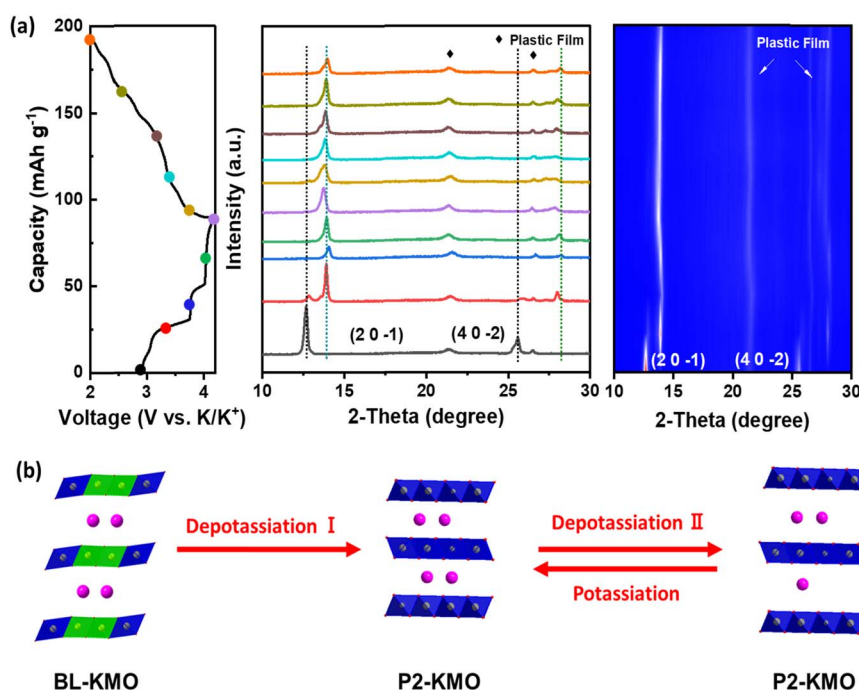 (a)
200
150
100
50
0
Capacity (mAh g⁻¹)
2 3 4
Voltage (V vs. K/K⁺)
Intensity (a.u.)
♦ Plastic Film
♦ ♦
(2 0 -1) (4 0 -2)
10 15 20 25 30
2-Theta (degree)
Plastic Film
(2 0 -1) (4 0 -2)
10 15 20 25 30
2-Theta (degree)
(b)
Depotassiation Ⅰ
Depotassiation Ⅱ
Potassiation
BL-KMO P2-KMO P2-KMO